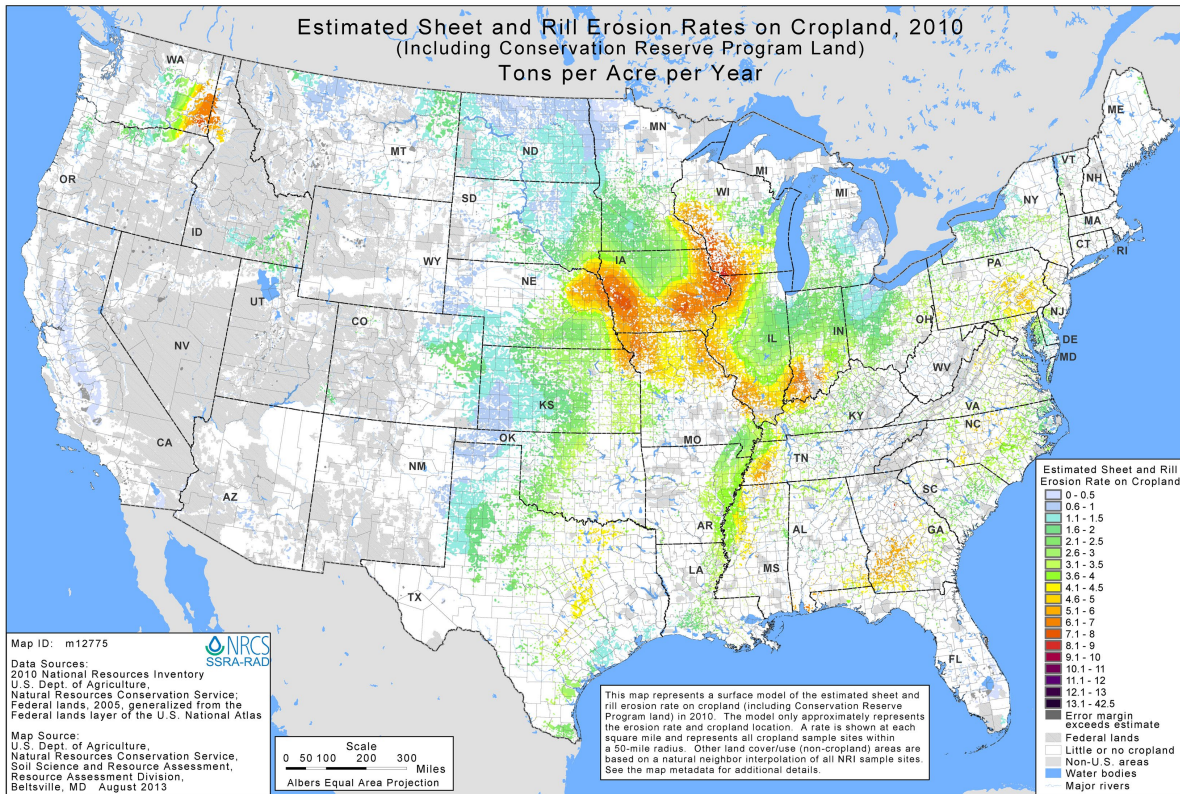 Estimated Sheet and Rill Erosion Rates on Cropland, 2010
(Including Conservation Reserve Program Land)
Tons per Acre per Year
WA
ME
MT
ND
MN
VT
NH
OR
MI
WI
MI
NY
MA
ID
SD
CT
RI
WY
IA
PA
NE
NJ
UT
OH
NV
CO
IL
IN
DE
MD
WV
KS
KY
VA
CA
MO
NC
OK
TN
NM
AZ
SC
AR
AL
GA
MS
LA
TX
FL
Estimated Sheet and Rill
Erosion Rate on Cropland
0 - 0.5
0.6 - 1
1.1 - 1.5
1.6 - 2
2.1 - 2.5
2.6 - 3
3.1 - 3.5
3.6 - 4
4.1 - 4.5
4.6 - 5
5.1 - 6
6.1 - 7
7.1 - 8
8.1 - 9
9.1 - 10
10.1 - 11
11.1 - 12
12.1 - 13
13.1 - 42.5
Error margin
exceeds estimate
Federal lands
Little or no cropland
Non-U.S. areas
Water bodies
Major rivers
Map ID: m12775
NRCS
SSRA-RAD
Data Sources:
2010 National Resources Inventory
U.S. Dept. of Agriculture,
Natural Resources Conservation Service;
Federal lands, 2005, generalized from the
Federal lands layer of the U.S. National Atlas
Map Source:
U.S. Dept. of Agriculture,
Natural Resources Conservation Service,
Soil Science and Resource Assessment,
Resource Assessment Division,
Beltsville, MD August 2013
Scale
0 50 100 200 300
Miles
Albers Equal Area Projection
This map represents a surface model of the estimated sheet and
rill erosion rate on cropland (including Conservation Reserve
Program land) in 2010. The model only approximately represents
the erosion rate and cropland location. A rate is shown at each
square mile and represents all cropland sample sites within
a 50-mile radius. Other land cover/use (non-cropland) areas are
based on a natural neighbor interpolation of all NRI sample sites.
See the map metadata for additional details.